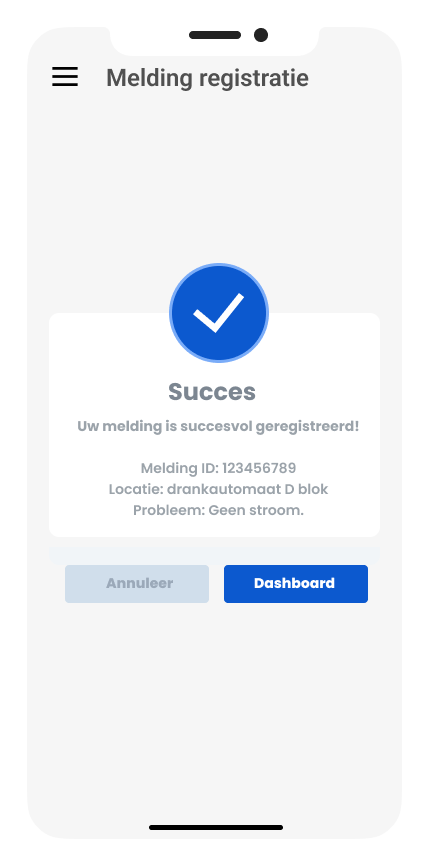 Melding registratie
Succes
Uw melding is succesvol geregistreerd!
Melding ID: 123456789
Locatie: drankautomaat D blok
Probleem: Geen stroom.
Annuleer
Dashboard